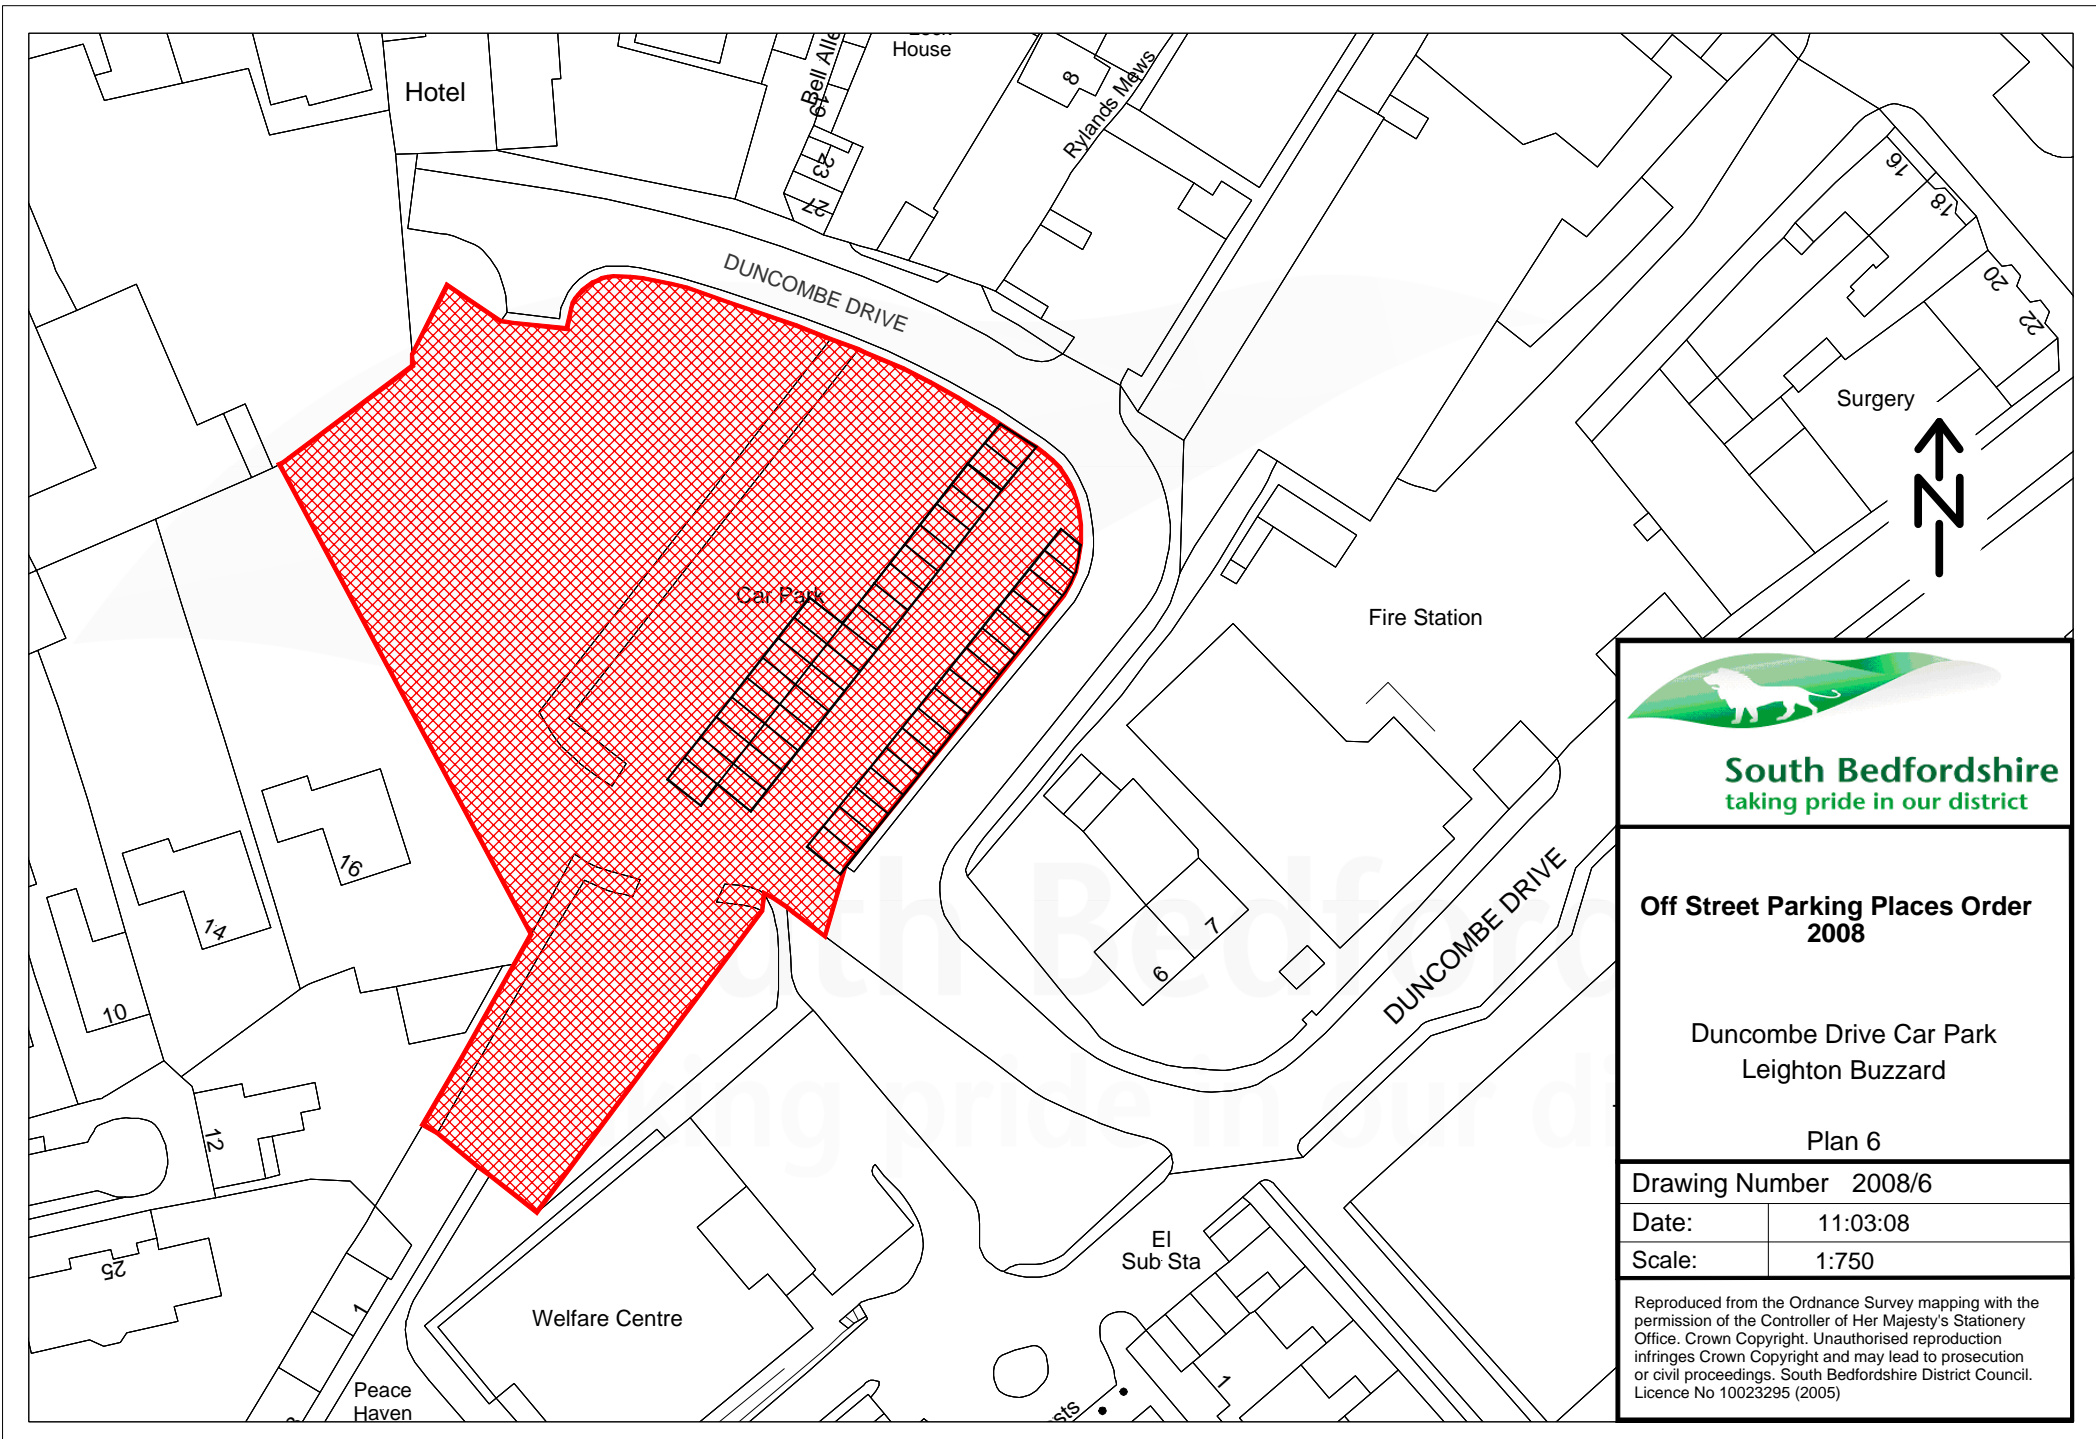 House
Hotel
Bell Alle
19
23
27
8
Rylands Mews
16
18
20
22
DUNCOMBE DRIVE
Surgery
N
Car Park
Fire Station
16
14
10
12
25
1
7
6
DUNCOMBE DRIVE
El
Sub Sta
Welfare Centre
Peace
Haven
1
sts
South Bedfordshire
taking pride in our district
Off Street Parking Places Order
2008
Duncombe Drive Car Park
Leighton Buzzard
Plan 6
Drawing Number 2008/6
Date: 11:03:08
Scale: 1:750
Reproduced from the Ordnance Survey mapping with the
permission of the Controller of Her Majesty's Stationery
Office. Crown Copyright. Unauthorised reproduction
infringes Crown Copyright and may lead to prosecution
or civil proceedings. South Bedfordshire District Council.
Licence No 10023295 (2005)